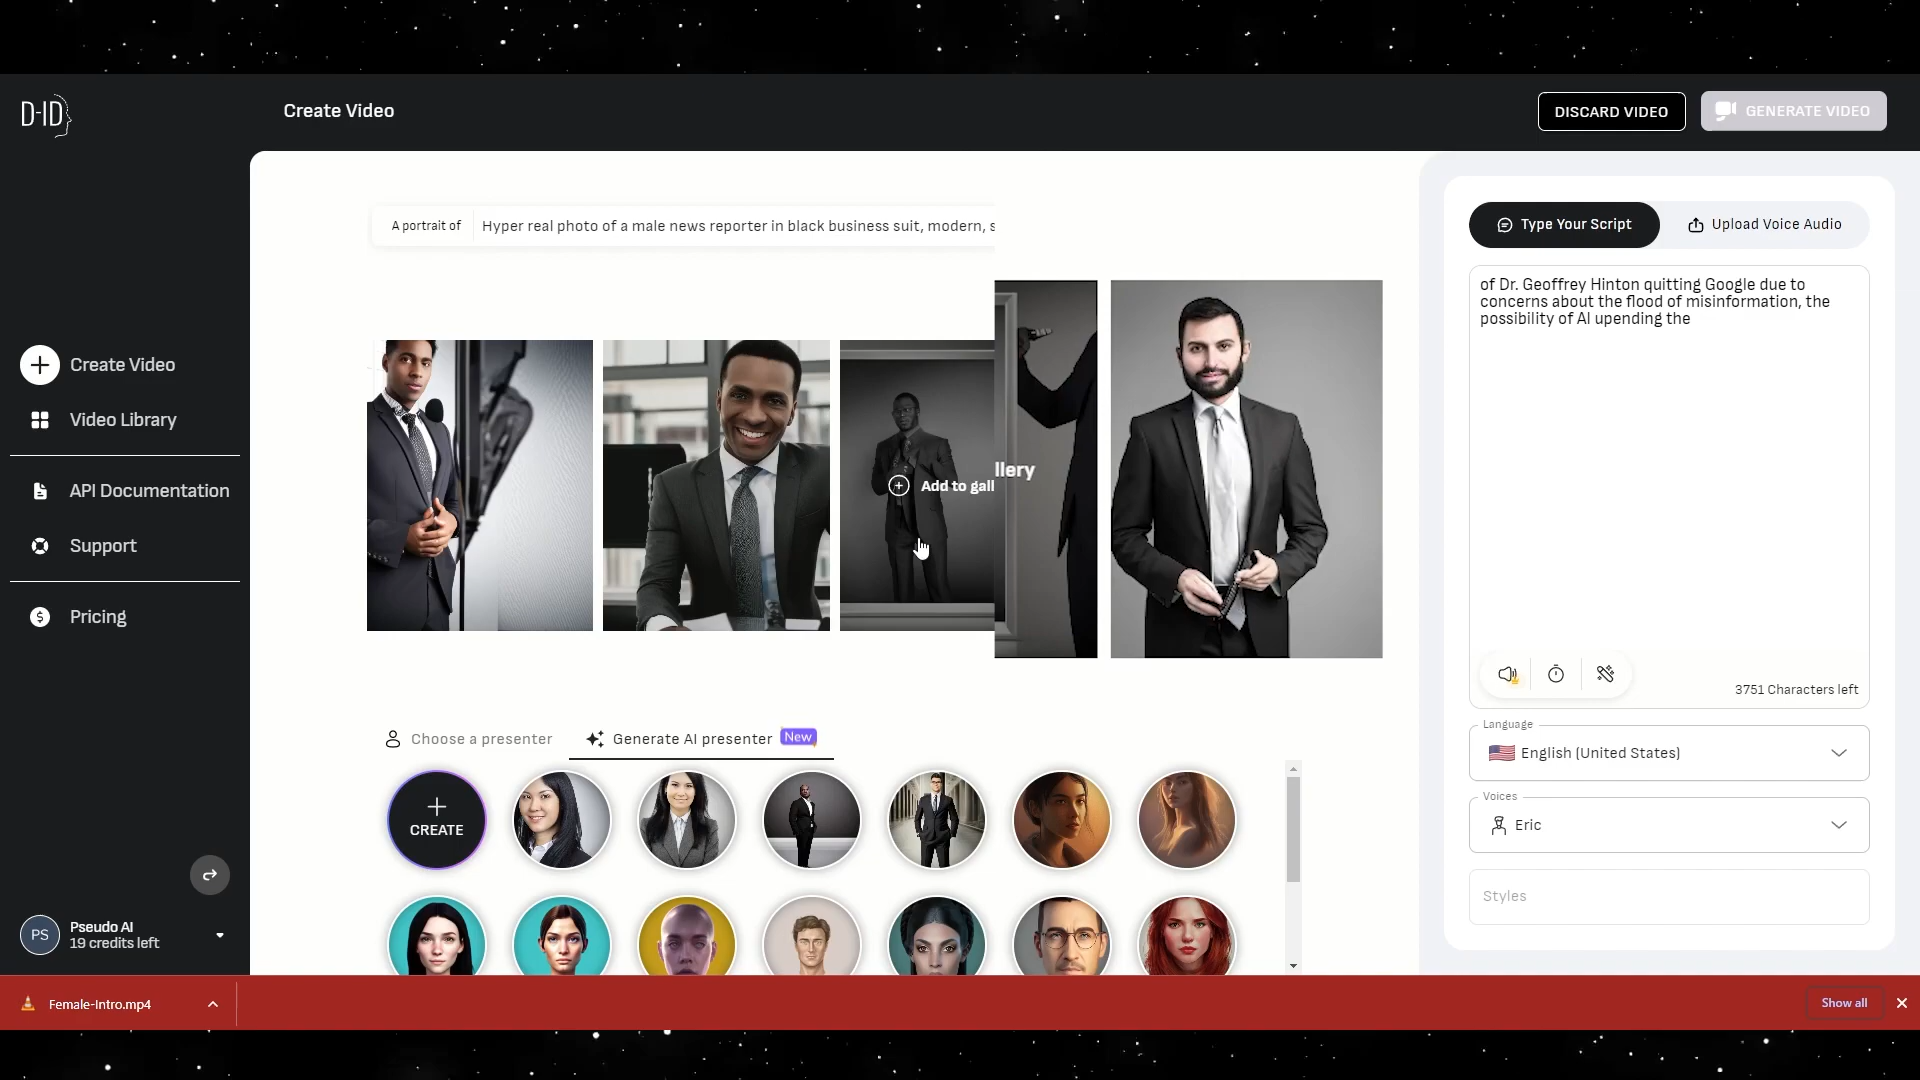 D-ID
Create Video
DISCARD VIDEO
GENERATE VIDEO
A portrait of
Hyper real photo of a male news reporter in black business suit, modern, s
Type Your Script
Upload Voice Audio
of Dr. Geoffrey Hinton quitting Google due to
concerns about the flood of misinformation, the
possibility of AI upending the
Create Video
Video Library
API Documentation
Support
Pricing
Add to gall
llery
3751 Characters left
Language
English (United States)
Voices
Eric
Styles
Choose a presenter
Generate AI presenter
New
CREATE
PS
Pseudo AI
19 credits left
Female-Intro.mp4
Show all